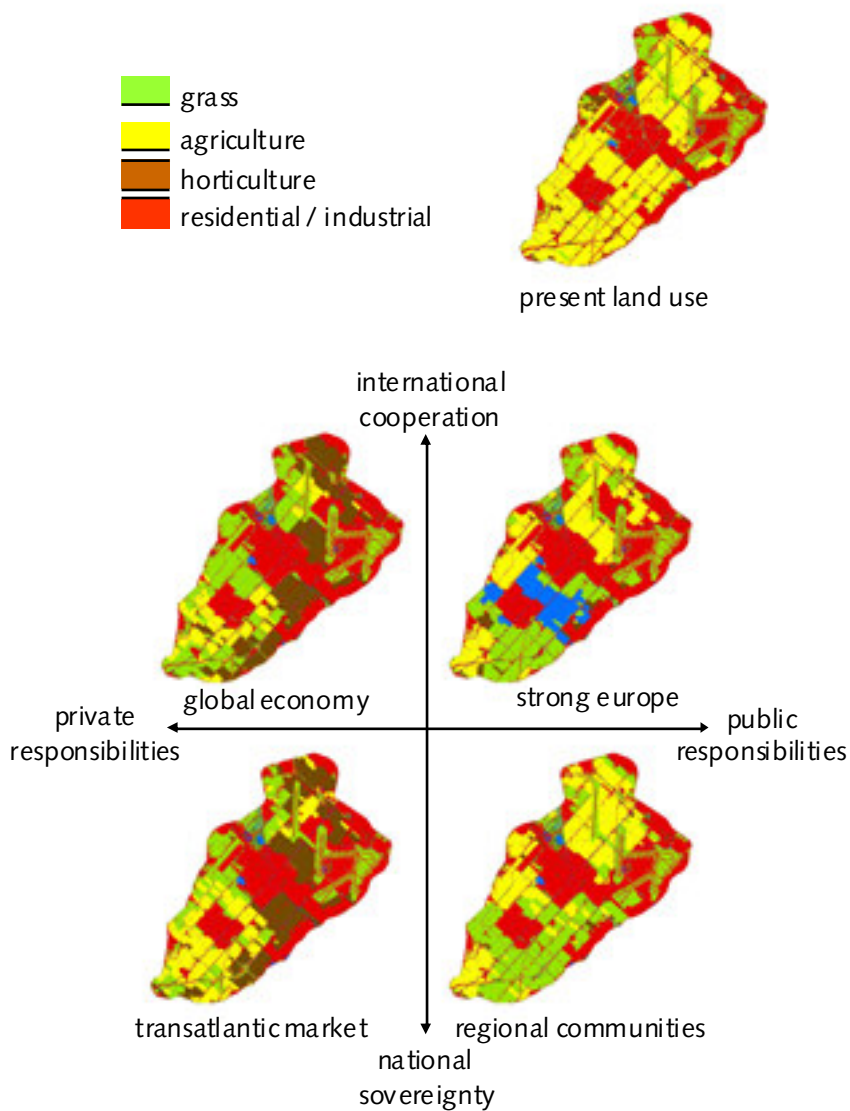 grass
agriculture
horticulture
residential / industrial
present land use
international
cooperation
global economy
strong europe
private
responsibilities
public
responsibilities
transatlantic market
regional communities
national
sovereignty